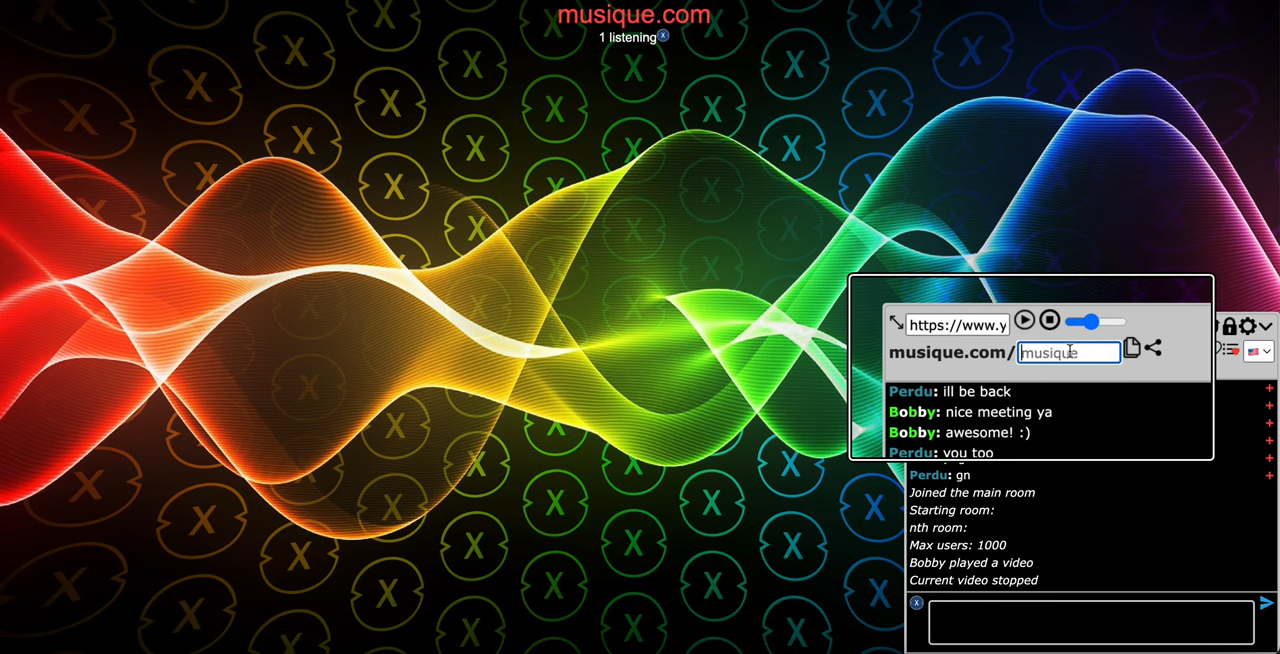 musique.com
1 listening
https://www.y
musique.com/ musique
Perdu: ill be back
Bobby: nice meeting ya
Bobby: awesome! :)
Perdu: you too
Perdu: gn
Joined the main room
Starting room:
nth room:
Max users: 1000
Bobby played a video
Current video stopped